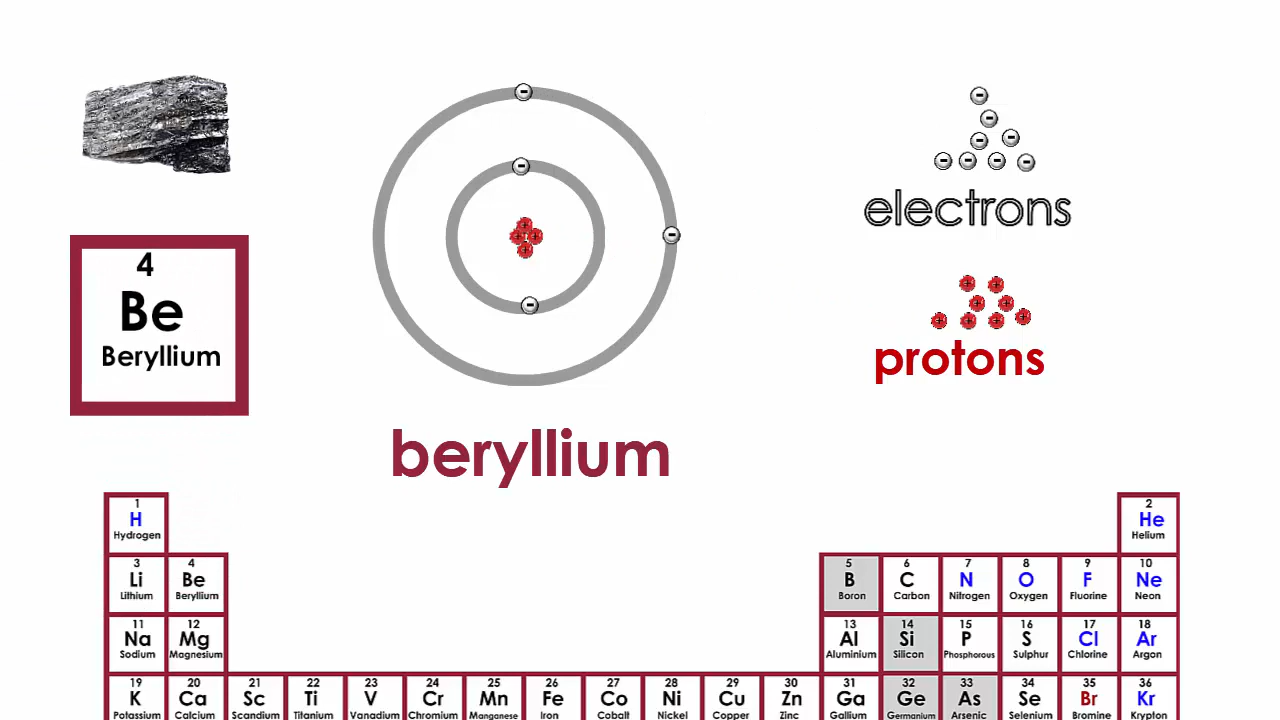 electrons
protons
4
Be
Beryllium
beryllium
1 2
H He
Hydrogen Helium
3 4 5 6 7 8 9 10
Li Be B C N O F Ne
Lithium Beryllium Boron Carbon Nitrogen Oxygen Fluorine Neon
11 12 13 14 15 16 17 18
Na Mg Al Si P S Cl Ar
Sodium Magnesium Aluminium Silicon Phosphorous Sulphur Chlorine Argon
19 20 21 22 23 24 25 26 27 28 29 30 31 32 33 34 35 36
K Ca Sc Ti V Cr Mn Fe Co Ni Cu Zn Ga Ge As Se Br Kr
Potassium Calcium Scandium Titanium Vanadium Chromium Manganese Iron Cobalt Nickel Copper Zinc Gallium Germanium Arsenic Selenium Bromine Krypton